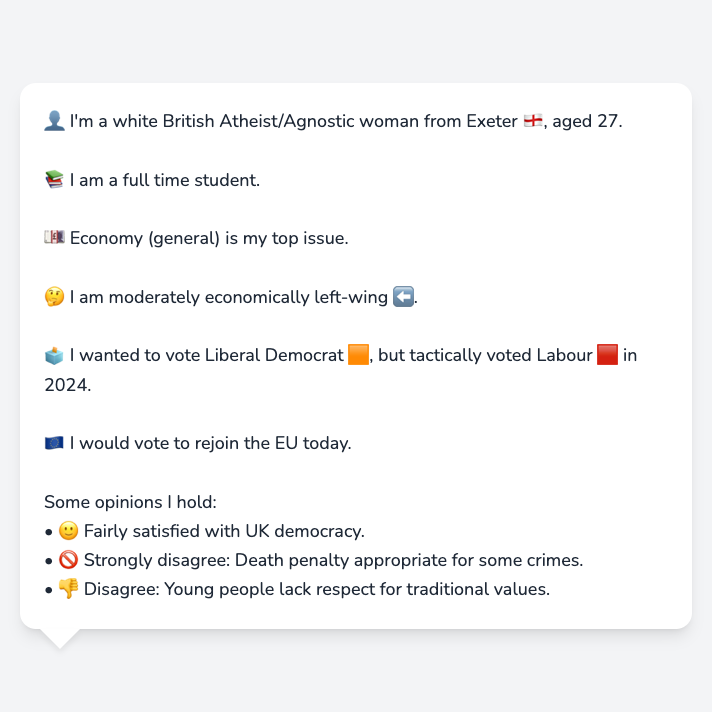 👤 I'm a white British Atheist/Agnostic woman from Exeter 🏴󠁧󠁢󠁥󠁮󠁧󠁿, aged 27.
📚 I am a full time student.
💷 Economy (general) is my top issue.
🤔 I am moderately economically left-wing ⬅️.
🗳️ I wanted to vote Liberal Democrat 🟧, but tactically voted Labour 🟥 in
2024.
🇪🇺 I would vote to rejoin the EU today.
Some opinions I hold:
• 🙂 Fairly satisfied with UK democracy.
• 🚫 Strongly disagree: Death penalty appropriate for some crimes.
• 👎 Disagree: Young people lack respect for traditional values.